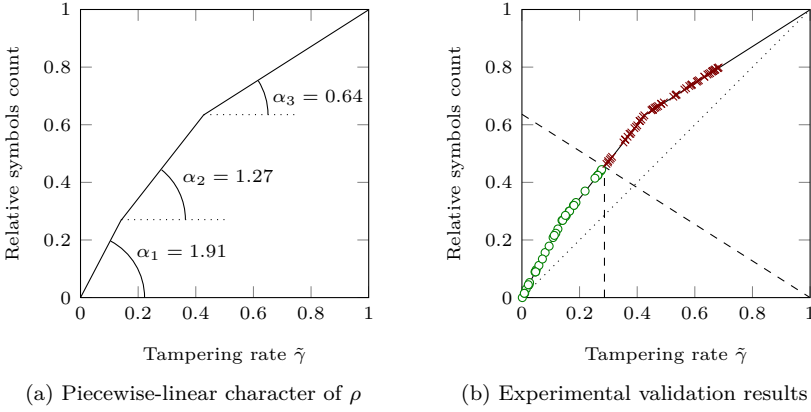 1
0.8
0.6
0.4
0.2
0
0 0.2 0.4 0.6 0.8 1
Relative symbols count
Tampering rate γ̃
α₁ = 1.91
α₂ = 1.27
α₃ = 0.64
(a) Piecewise-linear character of ρ
1
0.8
0.6
0.4
0.2
0
0 0.2 0.4 0.6 0.8 1
Relative symbols count
Tampering rate γ̃
(b) Experimental validation results